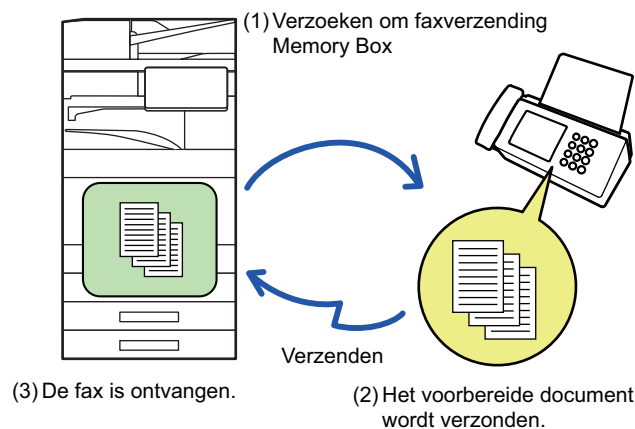 (1) Verzoeken om faxverzending
Memory Box
Verzenden
(3) De fax is ontvangen.
(2) Het voorbereide document
wordt verzonden.